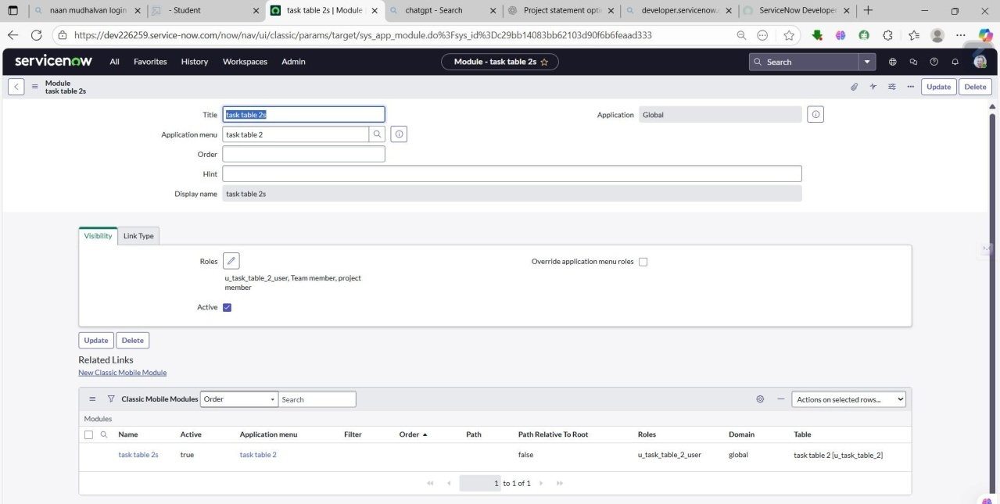 naan mudhalvan login
- Student
task table 2s | Module
chatgpt - Search
Project statement opti
developer.servicenow.
ServiceNow Developer
https://dev226259.service-now.com/now/nav/ui/classic/params/target/sys_app_module.do%3Fsys_id%3Dc29bb14083bb62103d90f6b6feaad333
servicenow All Favorites History Workspaces Admin Module - task table 2s Search
Module
task table 2s
Update Delete
Title task table 2s Application Global
Application menu task table 2
Order
Hint
Display name task table 2s
Visibility Link Type
Roles Override application menu roles
u_task_table_2_user, Team member, project
member
Active
Update Delete
Related Links
New Classic Mobile Module
Classic Mobile Modules Order Search Actions on selected rows...
Modules
Name Active Application menu Filter Order Path Path Relative To Root Roles Domain Table
task table 2s true task table 2 false u_task_table_2_user global task table 2 [u_task_table_2]
1 to 1 of 1